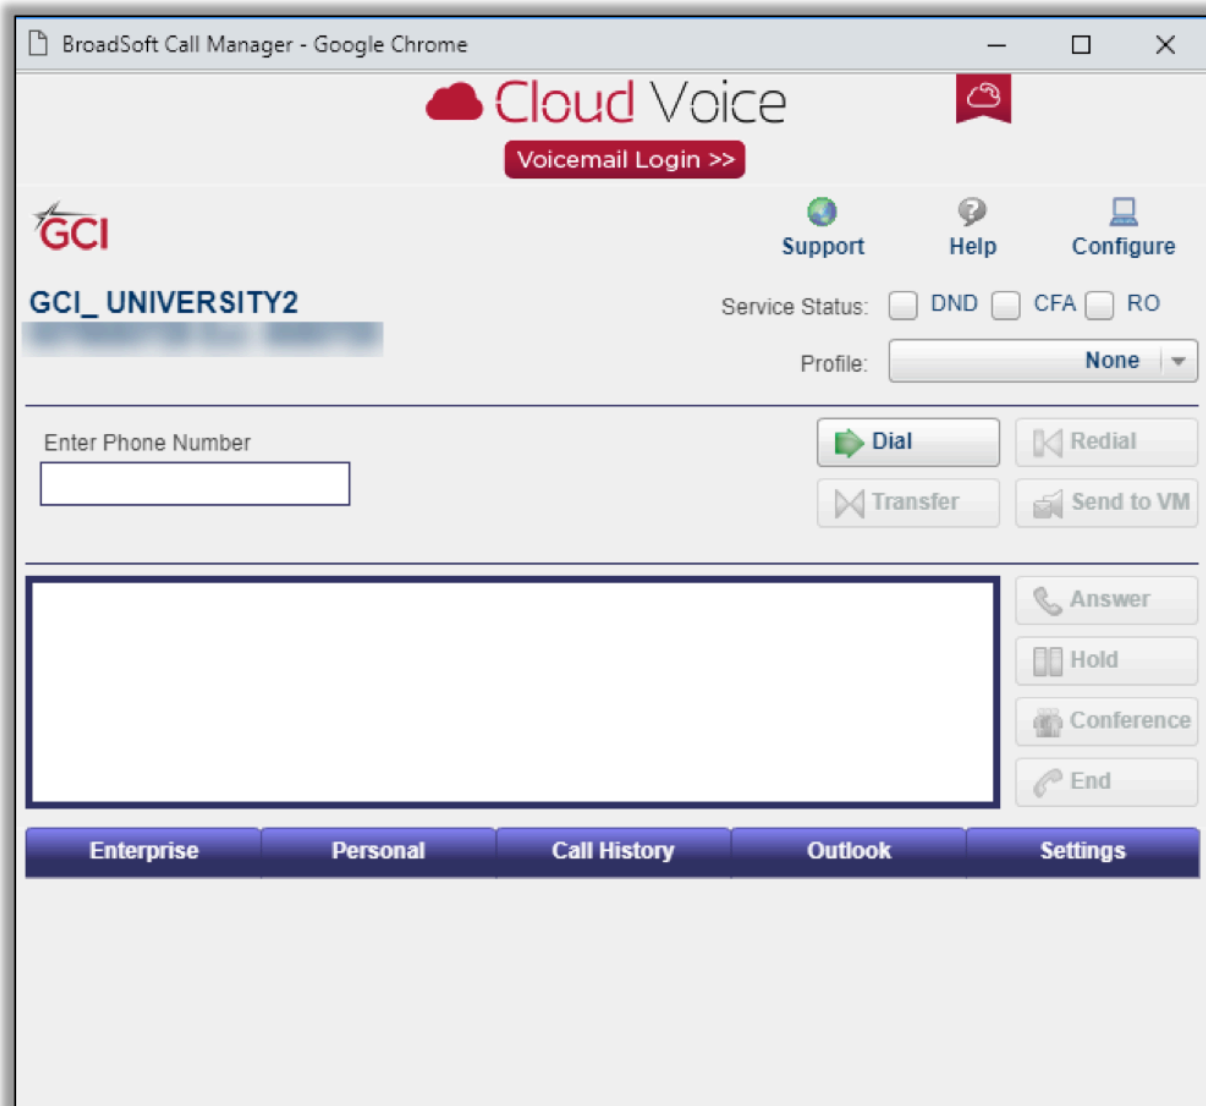 BroadSoft Call Manager - Google Chrome
Cloud Voice
Voicemail Login >>
GCI
Support Help Configure
GCI_ UNIVERSITY2
Service Status: DND CFA RO
Profile: None
Enter Phone Number
Dial Redial
Transfer Send to VM
Answer
Hold
Conference
End
Enterprise Personal Call History Outlook Settings